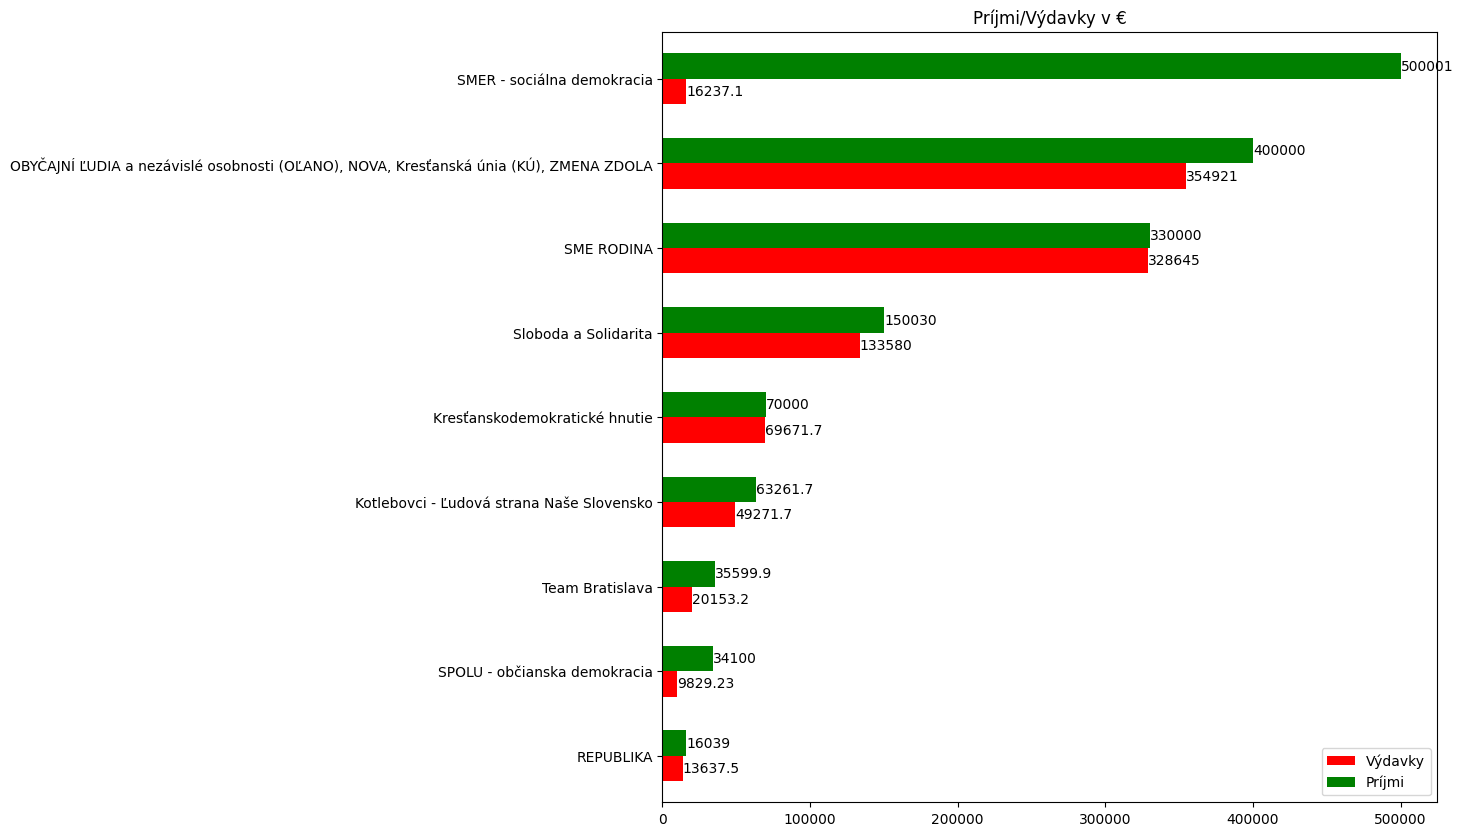 Príjmi/Výdavky v €
SMER - sociálna demokracia
500001
16237.1
OBYČAJNÍ ĽUDIA a nezávislé osobnosti (OĽANO), NOVA, Kresťanská únia (KÚ), ZMENA ZDOLA
400000
354921
SME RODINA
330000
328645
Sloboda a Solidarita
150030
133580
Kresťanskodemokratické hnutie
70000
69671.7
Kotlebovci - Ľudová strana Naše Slovensko
63261.7
49271.7
Team Bratislava
35599.9
20153.2
SPOLU - občianska demokracia
34100
9829.23
REPUBLIKA
16039
13637.5
Výdavky
Príjmi
0 100000 200000 300000 400000 500000